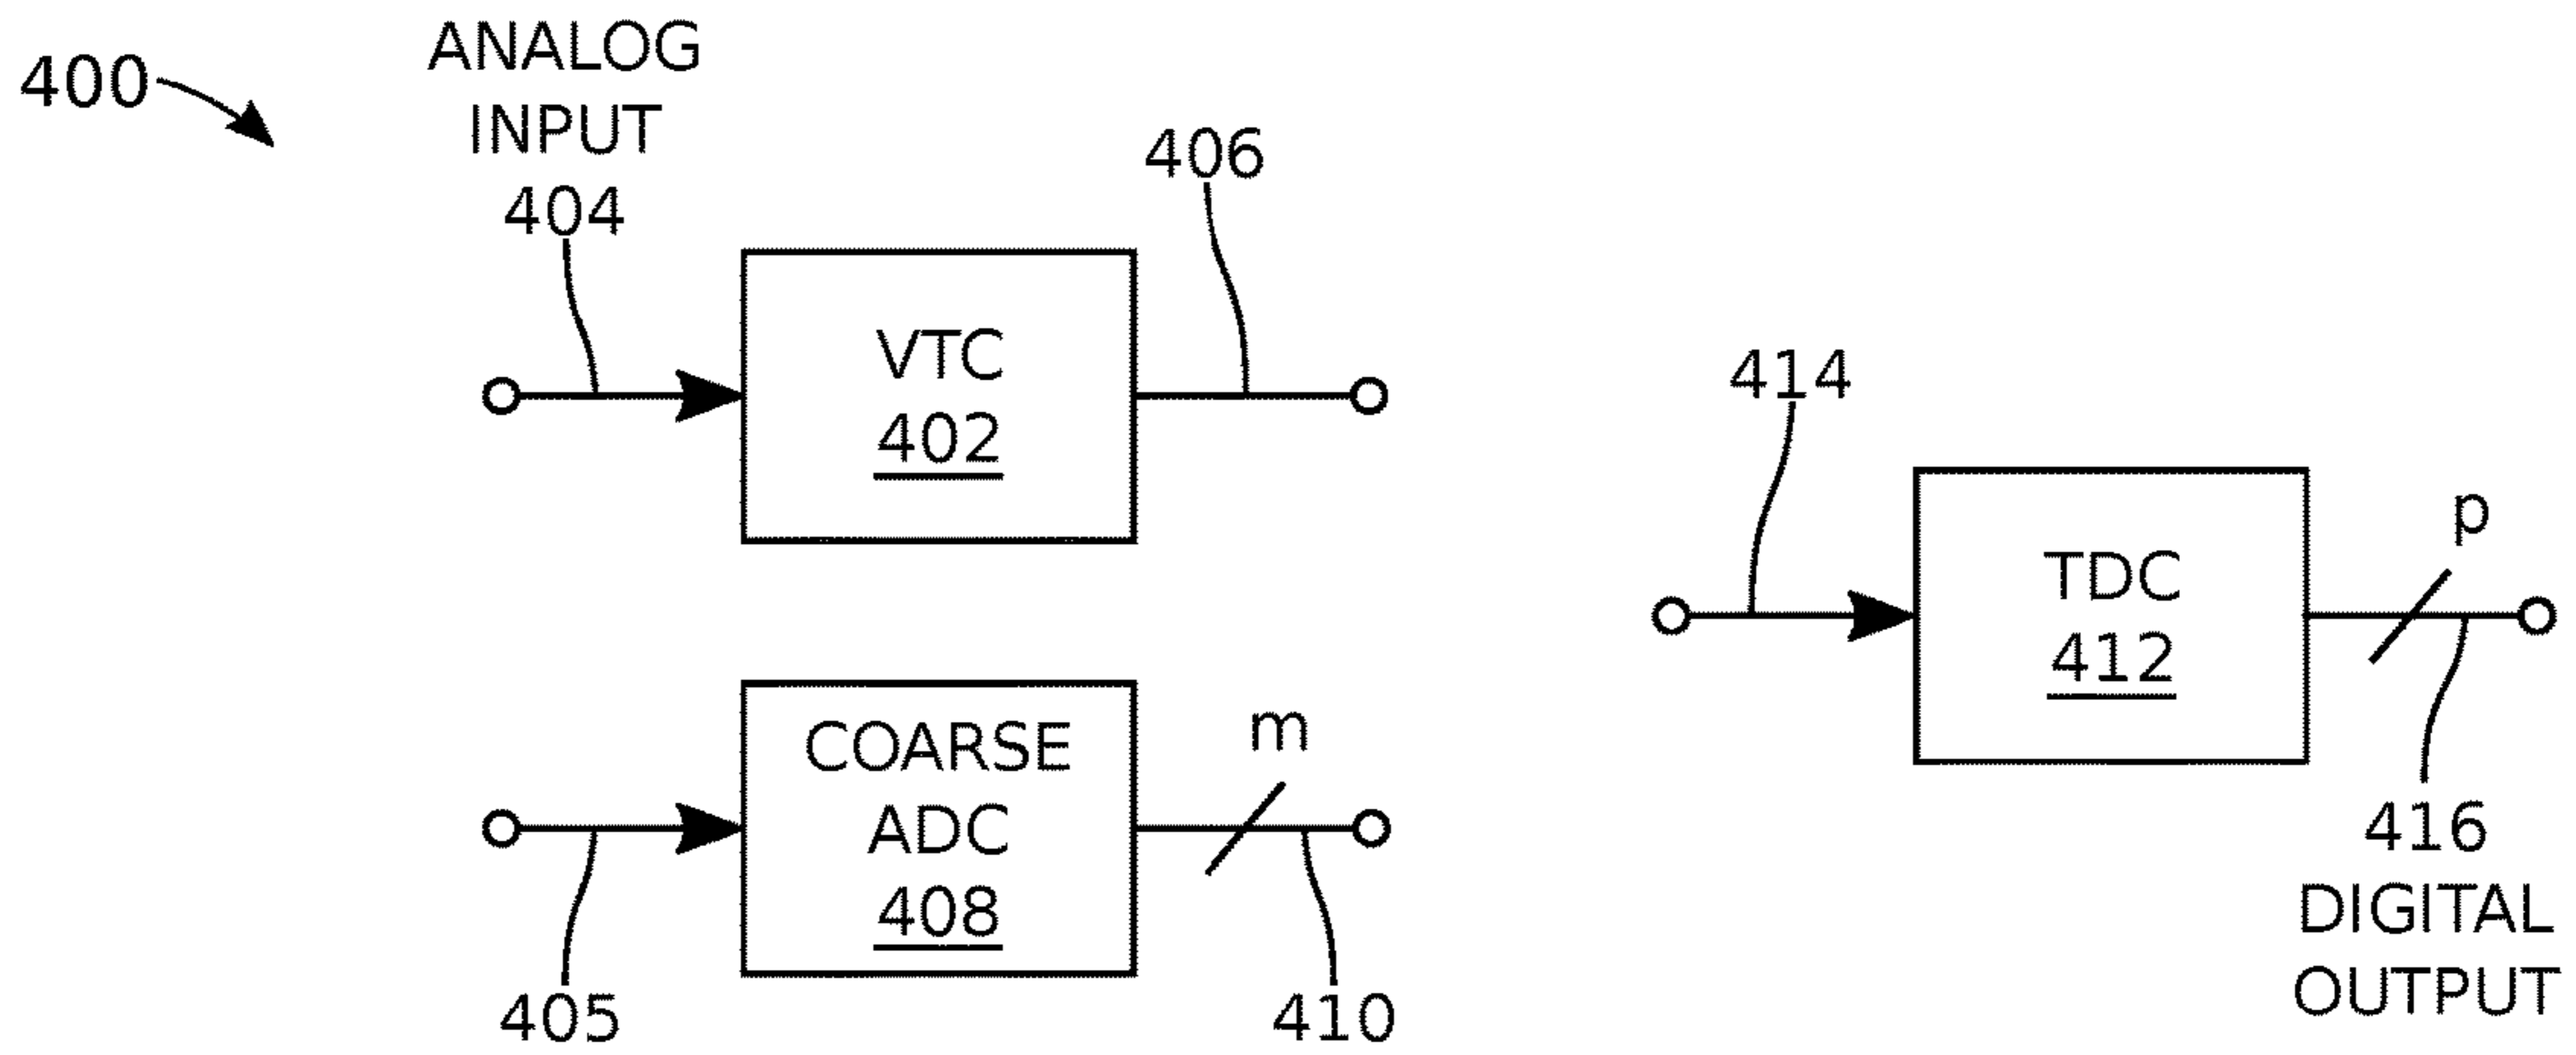 400
ANALOG
INPUT
404
406
VTC
402
414
TDC
412
p
416
DIGITAL
OUTPUT
COARSE
ADC
408
m
405
410